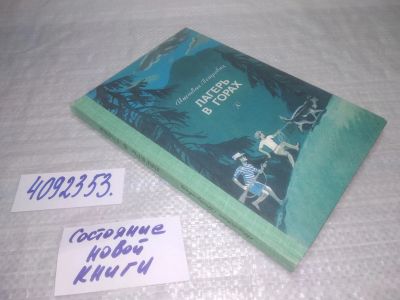 Лагерь
в горах
4092353.
Состояние
новой
книги